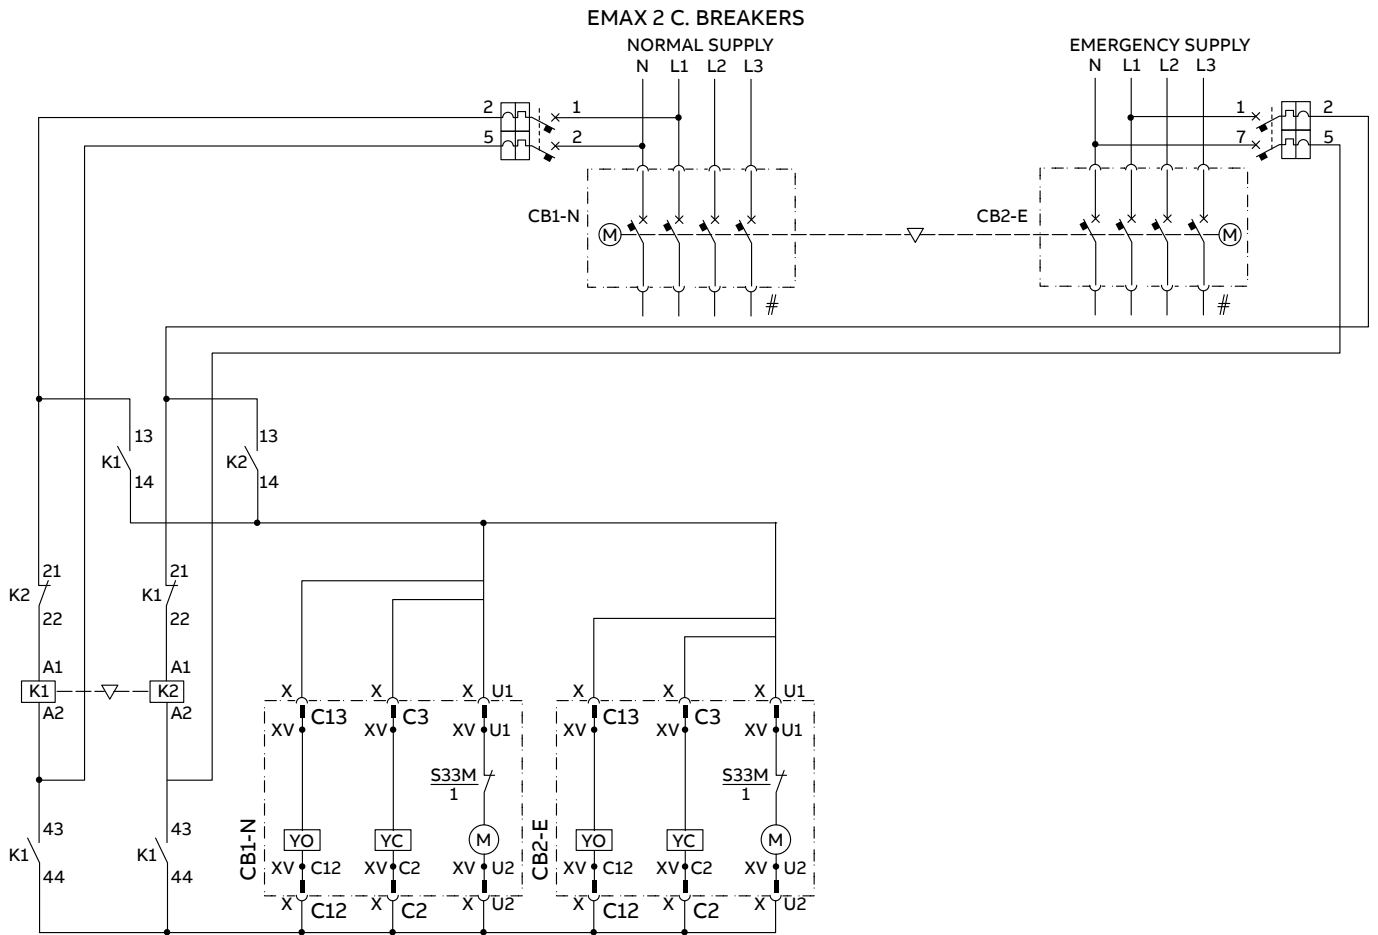 EMAX 2 C. BREAKERS
NORMAL SUPPLY
EMERGENCY SUPPLY
N L1 L2 L3
N L1 L2 L3
2 1
5 2
1 2
7 5
CB1-N
M
CB2-E
M
#
#
13
K1
14
13
K2
14
21
K2
22
21
K1
22
A1
K1
A2
A1
K2
A2
43
K1
44
43
K1
44
X X X U1 X X X U1
C13 C3 C13 C3
XV XV XV U1 XV XV XV U1
S33M
1
S33M
1
CB1-N
YO YC M
CB2-E
YO YC M
XV C12 XV C2 XV U2 XV C12 XV C2 XV U2
X C12 X C2 X U2 X C12 X C2 X U2